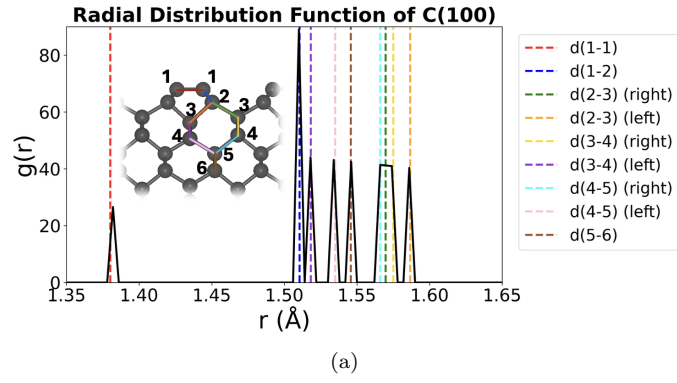 Radial Distribution Function of C(100)
g(r)
80
60
40
20
0
1 1
2
3 3
4 4
5
6
1.35 1.40 1.45 1.50 1.55 1.60 1.65
r (Å)
d(1-1)
d(1-2)
d(2-3) (right)
d(2-3) (left)
d(3-4) (right)
d(3-4) (left)
d(4-5) (right)
d(4-5) (left)
d(5-6)
(a)